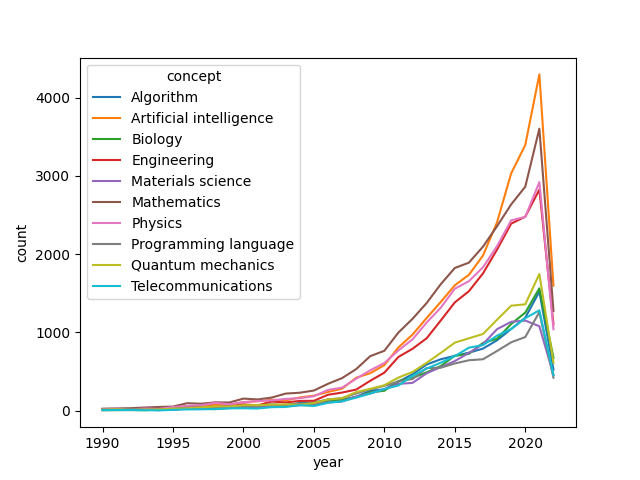 concept
Algorithm
Artificial intelligence
Biology
Engineering
Materials science
Mathematics
Physics
Programming language
Quantum mechanics
Telecommunications
count
4000
3000
2000
1000
0
1990 1995 2000 2005 2010 2015 2020
year